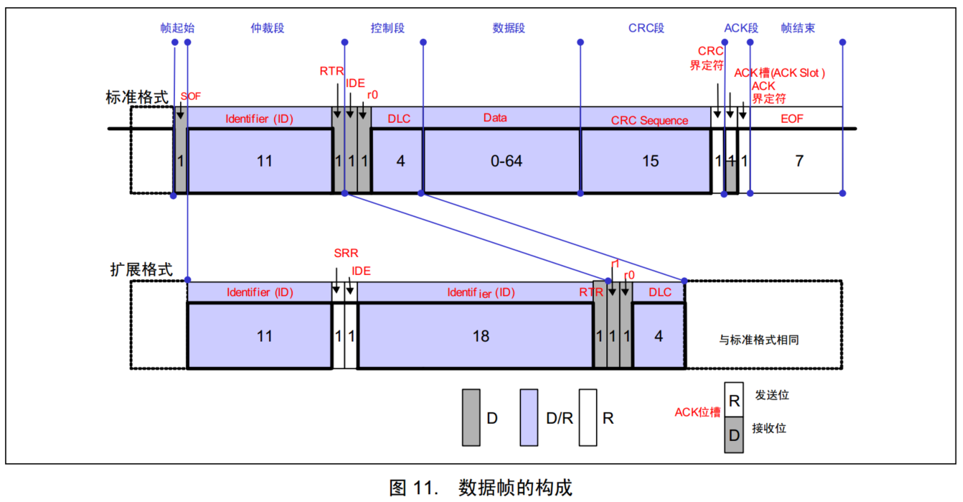 帧起始 仲裁段 控制段 数据段 CRC段 ACK段 帧结束
CRC
界定符
RTR IDE r0
ACK槽(ACK Slot)
ACK
界定符
标准格式
SOF
Identifier (ID) DLC Data CRC Sequence EOF
1 11 1 1 1 4 0-64 15 1 1 1 7
扩展格式
SRR IDE r1 r0
Identifier (ID) Identifier (ID) RTR DLC
11 1 1 18 1 1 1 4
与标准格式相同
D D/R R
ACK位槽
R 发送位
D 接收位
图 11. 数据帧的构成